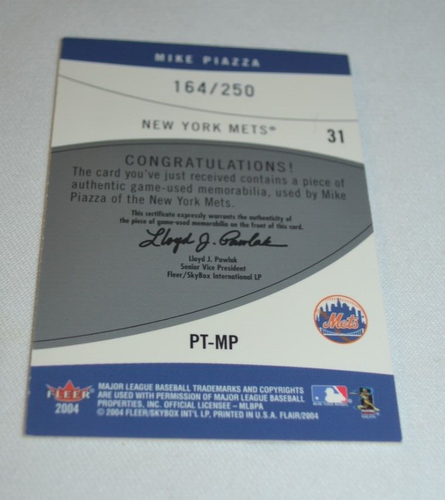 MIKE PIAZZA
164/250
NEW YORK METS®
31
CONGRATULATIONS!
The card you've just received contains a piece of
authentic game-used memorabilia, used by Mike
Piazza of the New York Mets.
This certificate expressly warrants the authenticity of
the piece of game-used memorabilia on the front of this card.
Lloyd J. Pawlak
Lloyd J. Pawlak
Senior Vice President
Fleer/SkyBox International LP
Mets
PT-MP
FLEER
2004
MAJOR LEAGUE BASEBALL TRADEMARKS AND COPYRIGHTS
ARE USED WITH PERMISSION OF MAJOR LEAGUE BASEBALL
PROPERTIES, INC. OFFICIAL LICENSEE - MLBPA
© 2004 FLEER/SKYBOX INT'L LP, PRINTED IN U.S.A. FLAIR/2004